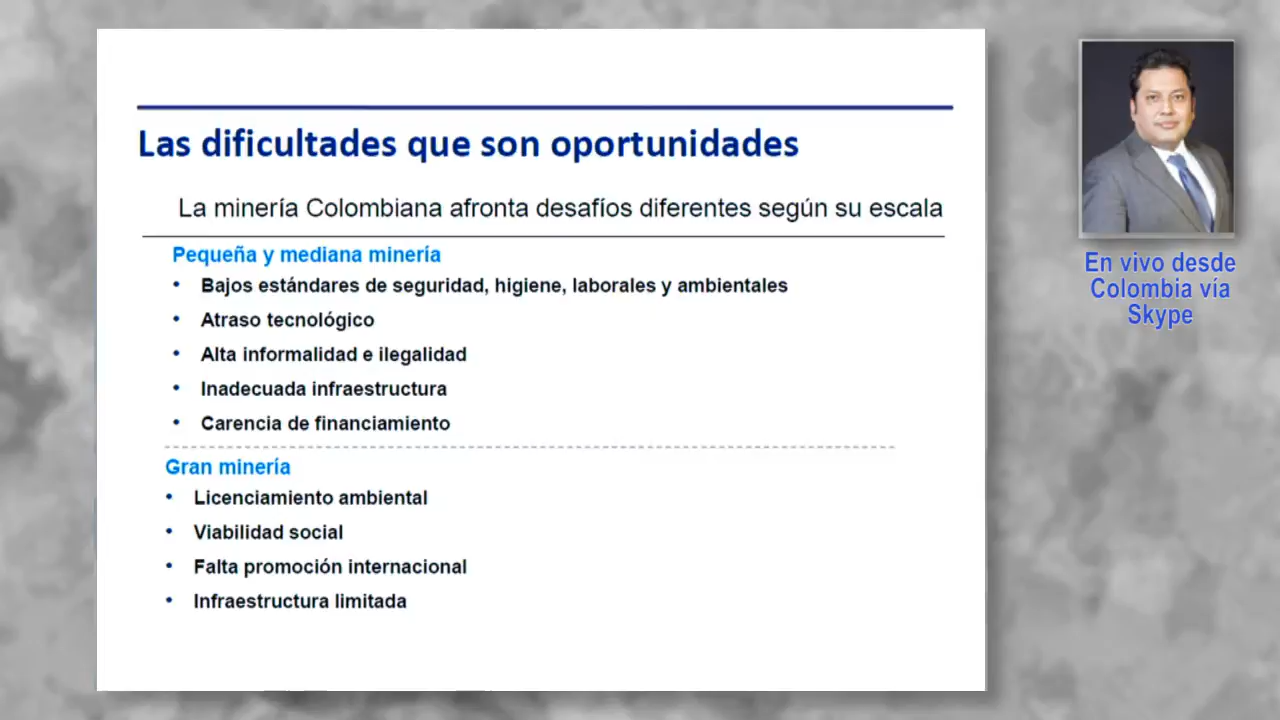 Las dificultades que son oportunidades
La minería Colombiana afronta desafíos diferentes según su escala
Pequeña y mediana minería
• Bajos estándares de seguridad, higiene, laborales y ambientales
• Atraso tecnológico
• Alta informalidad e ilegalidad
• Inadecuada infraestructura
• Carencia de financiamiento
Gran minería
• Licenciamiento ambiental
• Viabilidad social
• Falta promoción internacional
• Infraestructura limitada
En vivo desde
Colombia vía
Skype